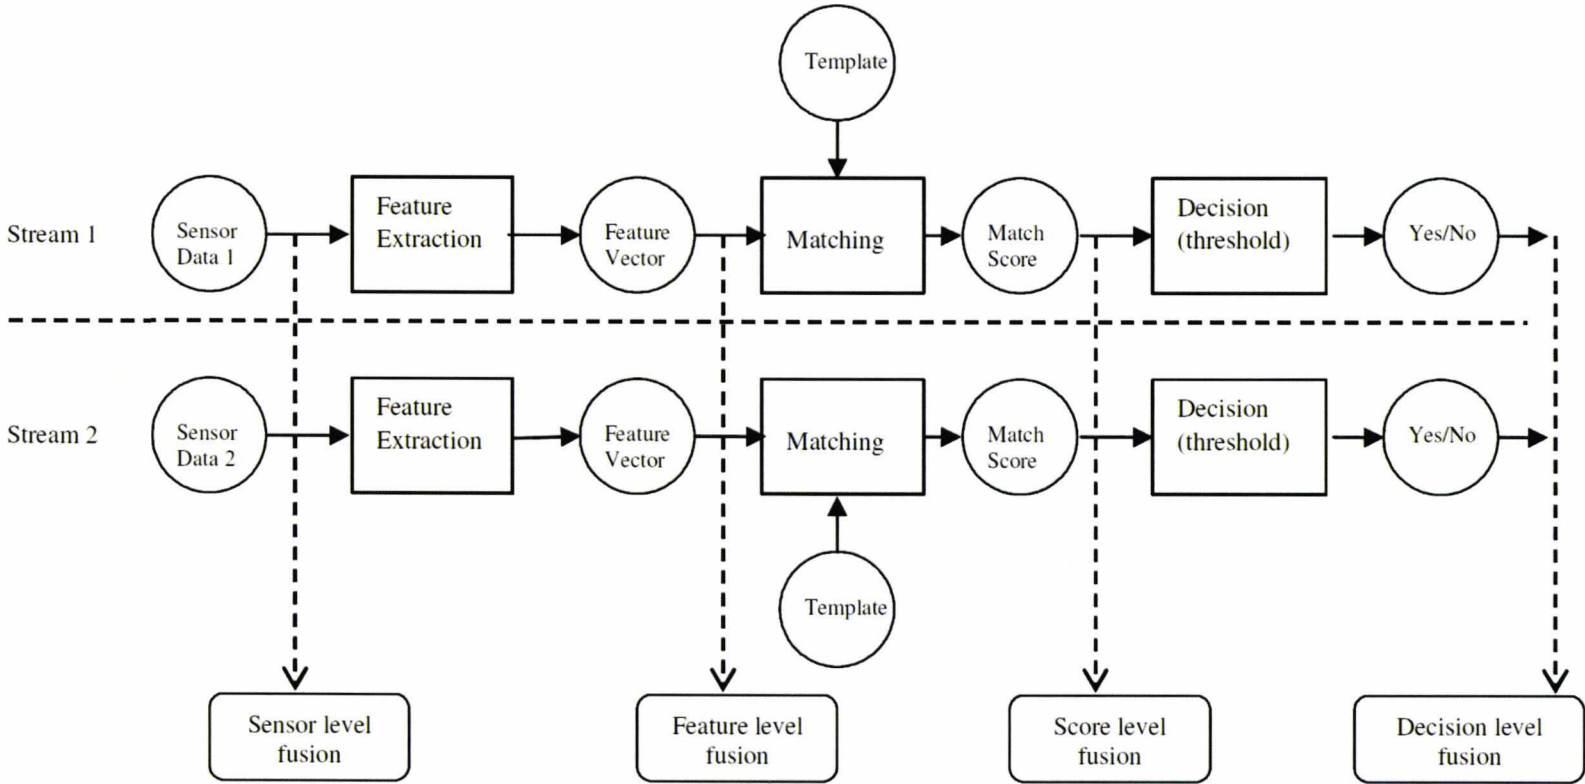 Template
Stream 1
Sensor
Data 1
Feature
Extraction
Feature
Vector
Matching
Match
Score
Decision
(threshold)
Yes/No
Stream 2
Sensor
Data 2
Feature
Extraction
Feature
Vector
Matching
Match
Score
Decision
(threshold)
Yes/No
Template
Sensor level
fusion
Feature level
fusion
Score level
fusion
Decision level
fusion